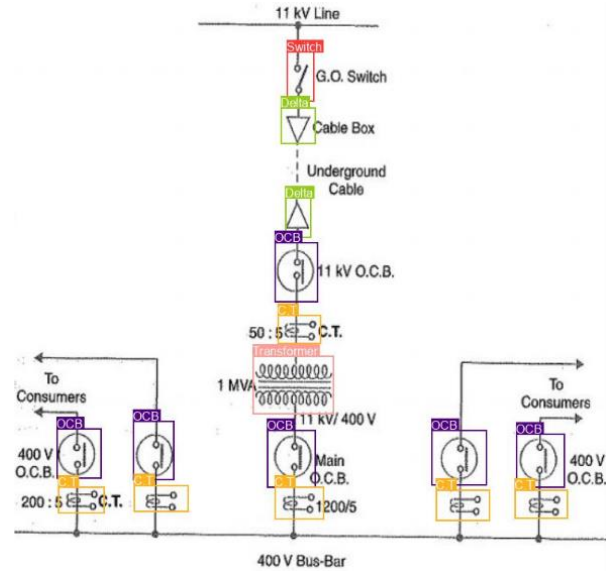 11 kV Line
Switch
G.O. Switch
Delta
Cable Box
Underground
Cable
Delta
OCB
11 kV O.C.B.
C.T
50 : 5 C.T.
Transformer
1 MVA
11 kV/ 400 V
To
Consumers
To
Consumers
OCB
OCB
OCB
OCB
OCB
400 V
O.C.B.
Main
O.C.B.
400 V
O.C.B.
C.T
C.T
C.T
C.T
C.T
200 : 5 C.T.
1200/5
400 V Bus-Bar